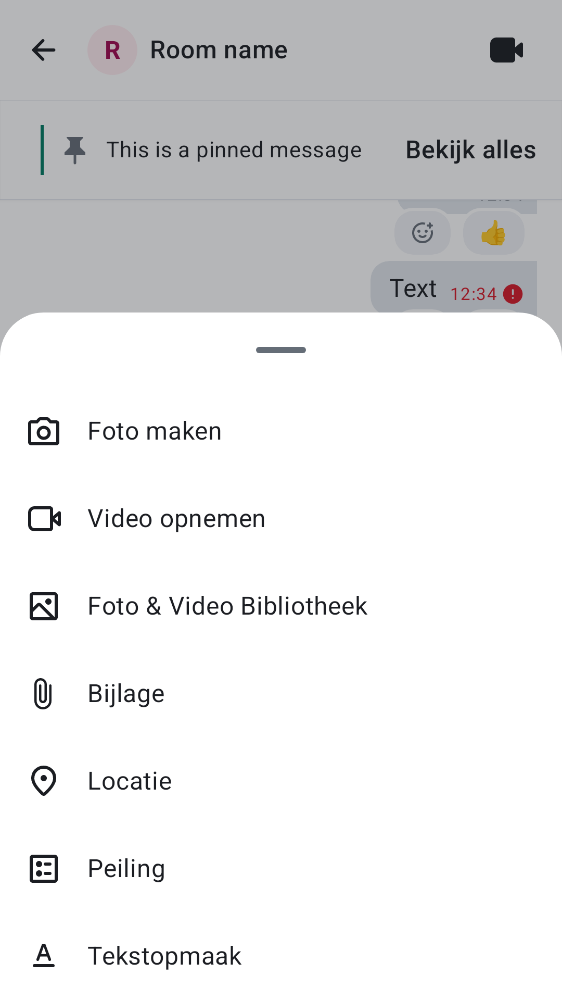 R Room name
This is a pinned message Bekijk alles
Text 12:34
Foto maken
Video opnemen
Foto & Video Bibliotheek
Bijlage
Locatie
Peiling
Tekstopmaak